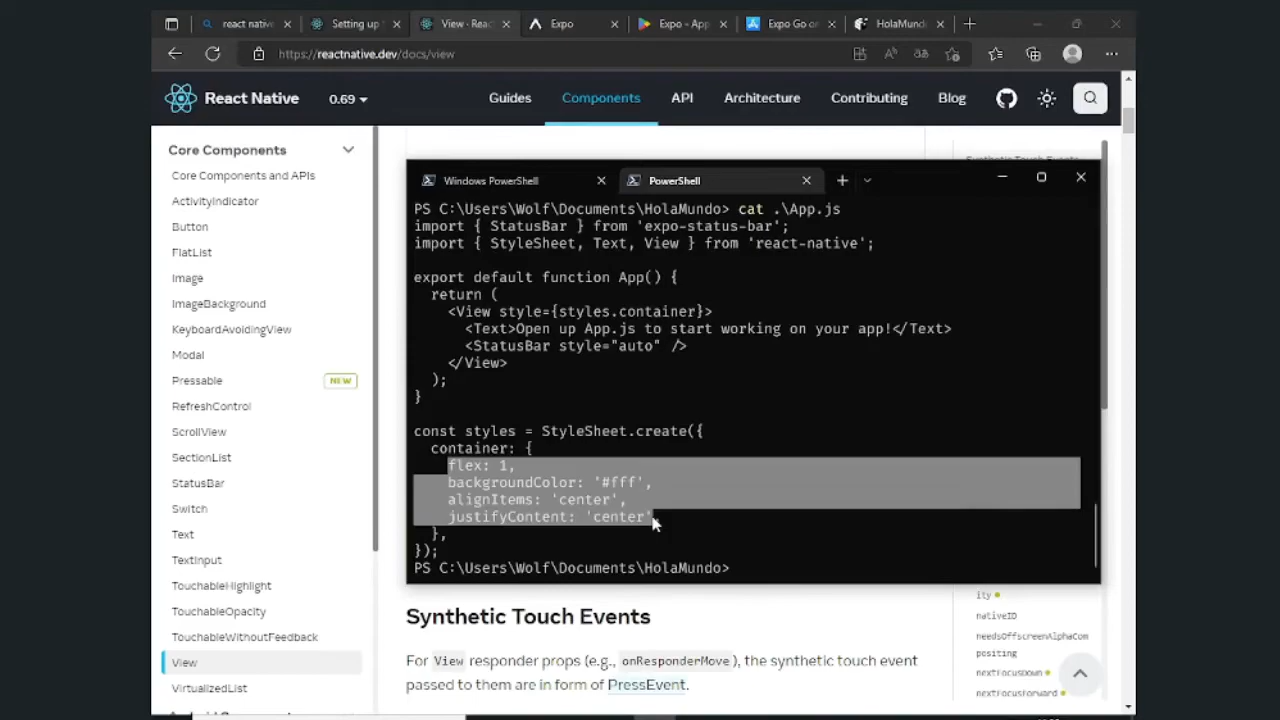 react native
Setting up
View · Reac
Expo
Expo - App
Expo Go on
HolaMund
https://reactnative.dev/docs/view
React Native
0.69
Guides
Components
API
Architecture
Contributing
Blog
Core Components
Core Components and APIs
ActivityIndicator
Button
FlatList
Image
ImageBackground
KeyboardAvoidingView
Modal
Pressable
NEW
RefreshControl
ScrollView
SectionList
StatusBar
Switch
Text
TextInput
TouchableHighlight
TouchableOpacity
TouchableWithoutFeedback
View
VirtualizedList
Windows PowerShell
PowerShell
PS C:\Users\Wolf\Documents\HolaMundo> cat .\App.js
import { StatusBar } from 'expo-status-bar';
import { StyleSheet, Text, View } from 'react-native';
export default function App() {
return (
<View style={styles.container}>
<Text>Open up App.js to start working on your app!</Text>
<StatusBar style="auto" />
</View>
);
}
const styles = StyleSheet.create({
container: {
flex: 1,
backgroundColor: '#fff',
alignItems: 'center',
justifyContent: 'center'
},
});
PS C:\Users\Wolf\Documents\HolaMundo>
Synthetic Touch Events
For View responder props (e.g., onResponderMove), the synthetic touch event
passed to them are in form of PressEvent.
ity
nativeID
needsOffscreenAlphaCom
positing
nextFocusDown
nextFocusForward